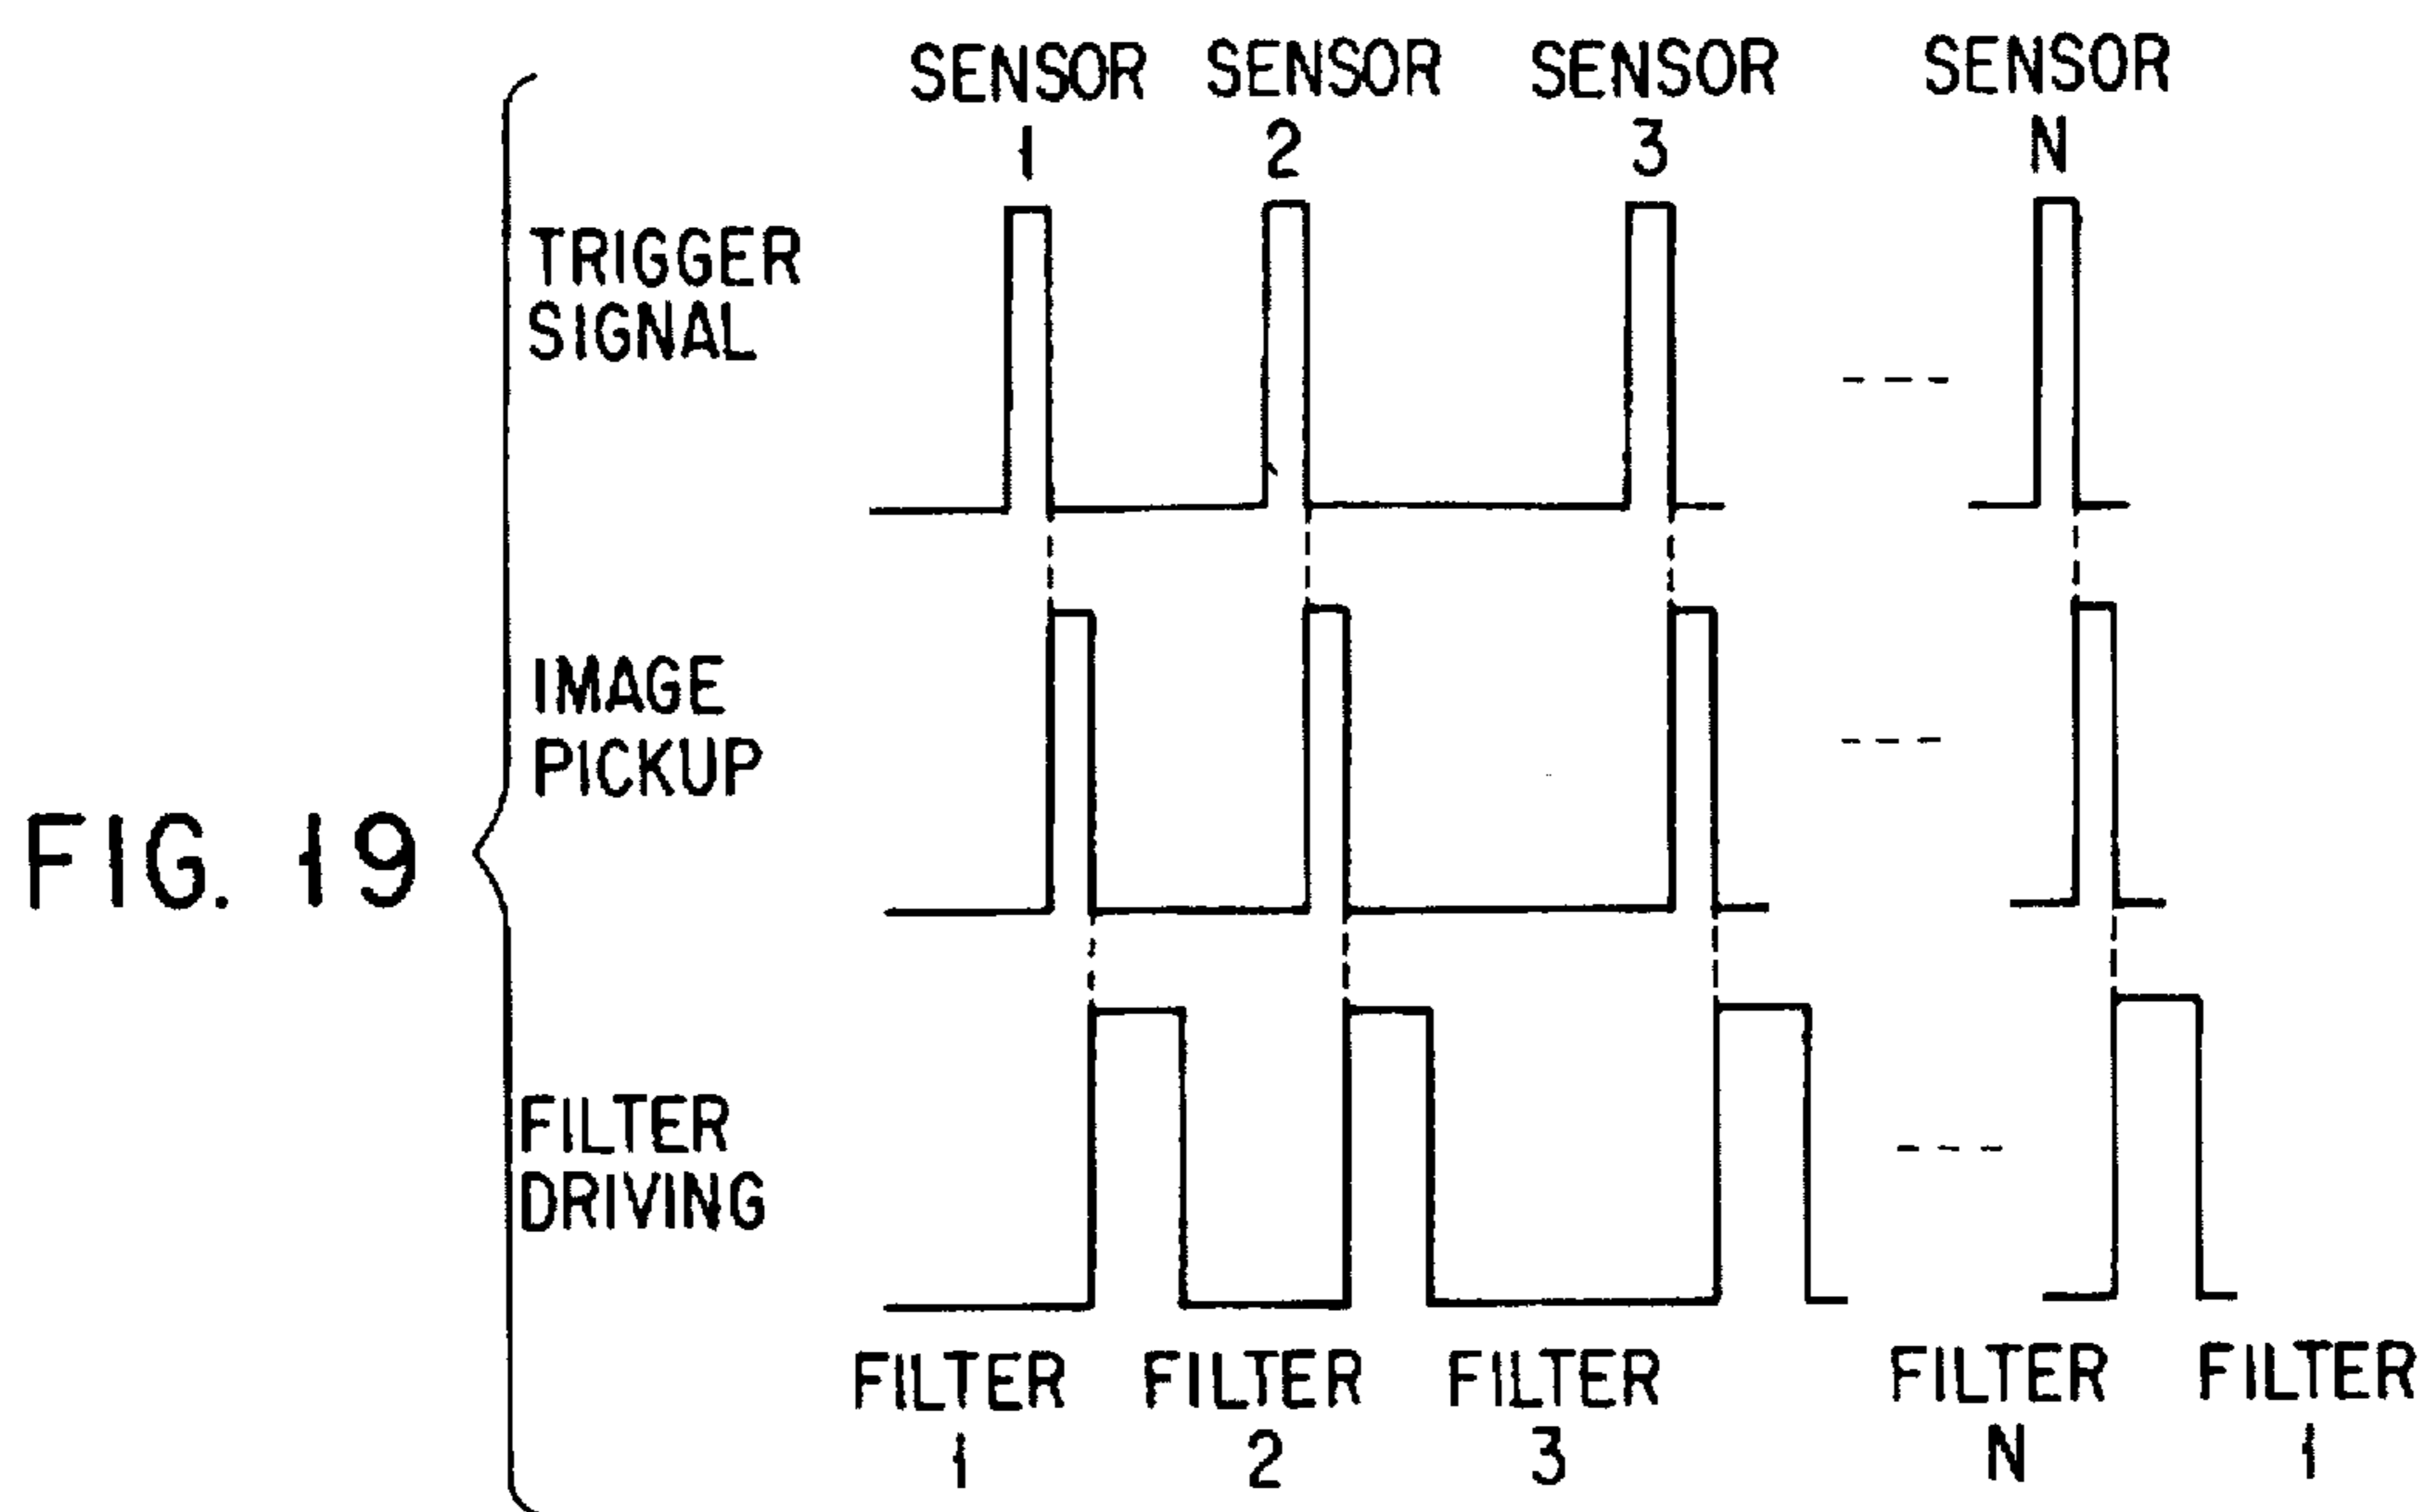 SENSOR SENSOR SENSOR SENSOR
1 2 3 N
TRIGGER
SIGNAL
IMAGE
PICKUP
FIG. 19
FILTER
DRIVING
FILTER FILTER FILTER FILTER FILTER
1 2 3 N 1